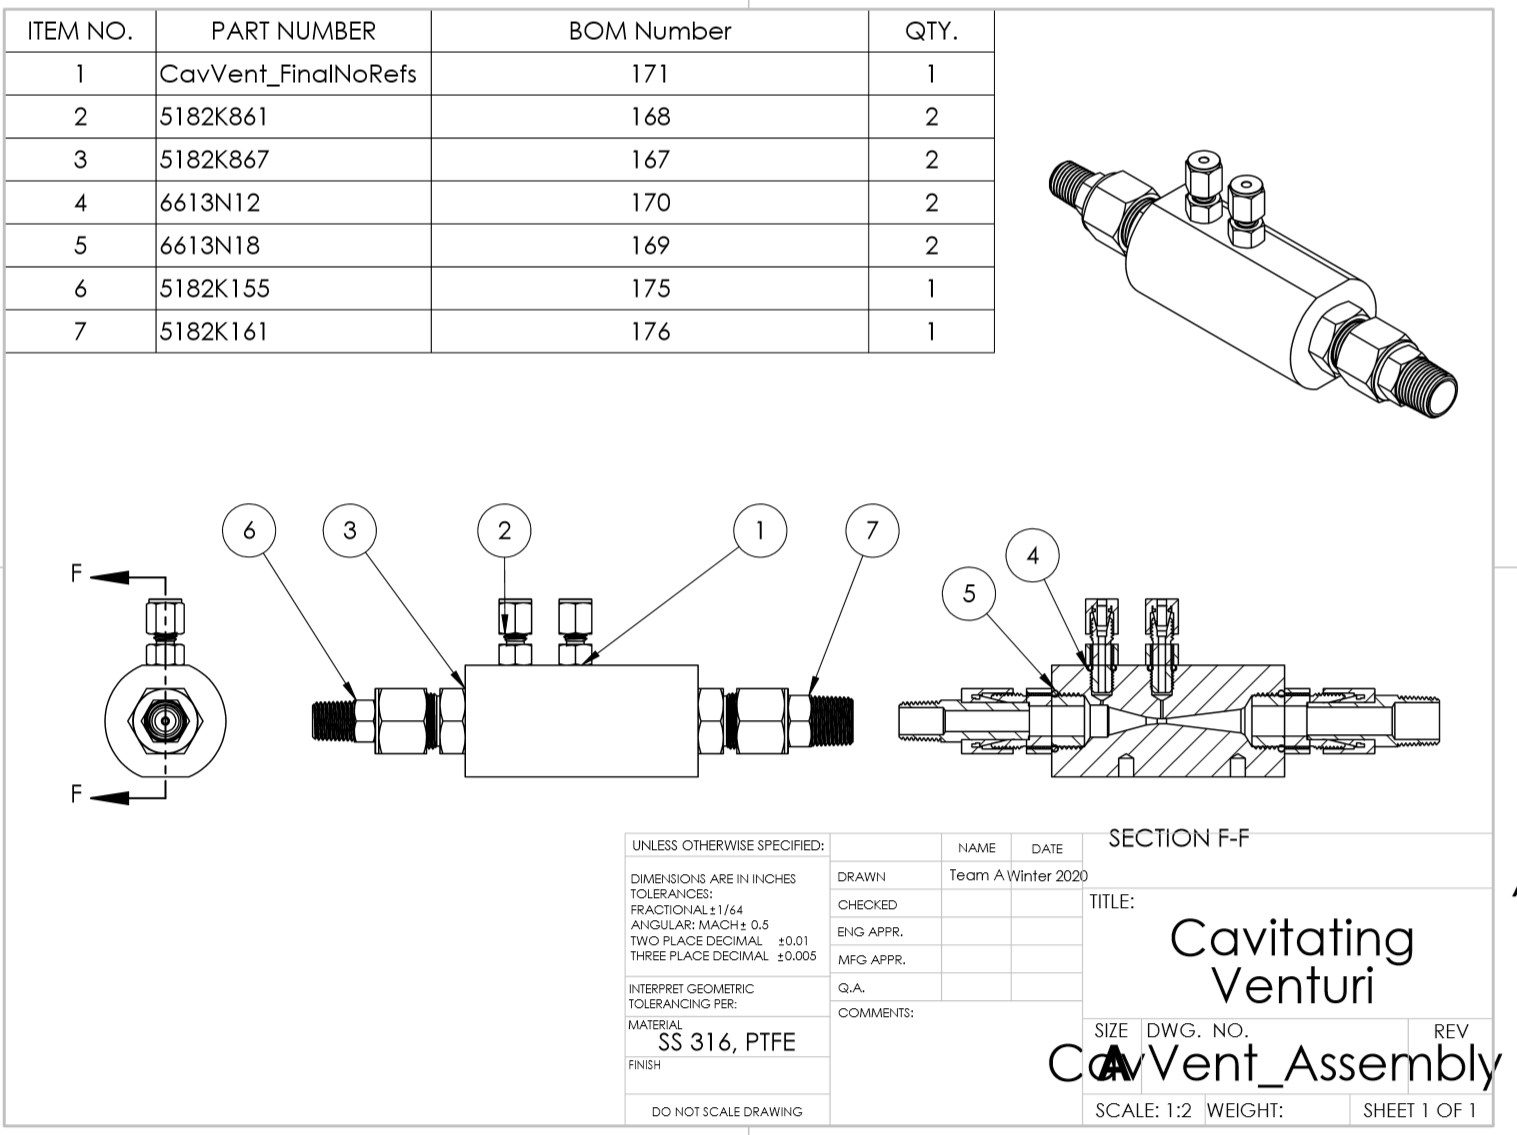 ITEM NO. PART NUMBER BOM Number QTY.
1 CavVent_FinalNoRefs 171 1
2 5182K861 168 2
3 5182K867 167 2
4 6613N12 170 2
5 6613N18 169 2
6 5182K155 175 1
7 5182K161 176 1
6 3 2 1 7 4 5
F
F
SECTION F-F
UNLESS OTHERWISE SPECIFIED:
DIMENSIONS ARE IN INCHES
TOLERANCES:
FRACTIONAL±1/64
ANGULAR: MACH± 0.5
TWO PLACE DECIMAL ±0.01
THREE PLACE DECIMAL ±0.005
INTERPRET GEOMETRIC
TOLERANCING PER:
MATERIAL
SS 316, PTFE
FINISH
DO NOT SCALE DRAWING
NAME DATE
DRAWN Team A Winter 2020
CHECKED
ENG APPR.
MFG APPR.
Q.A.
COMMENTS:
TITLE:
Cavitating
Venturi
SIZE DWG. NO. REV
A CavVent_Assembly
SCALE: 1:2 WEIGHT: SHEET 1 OF 1